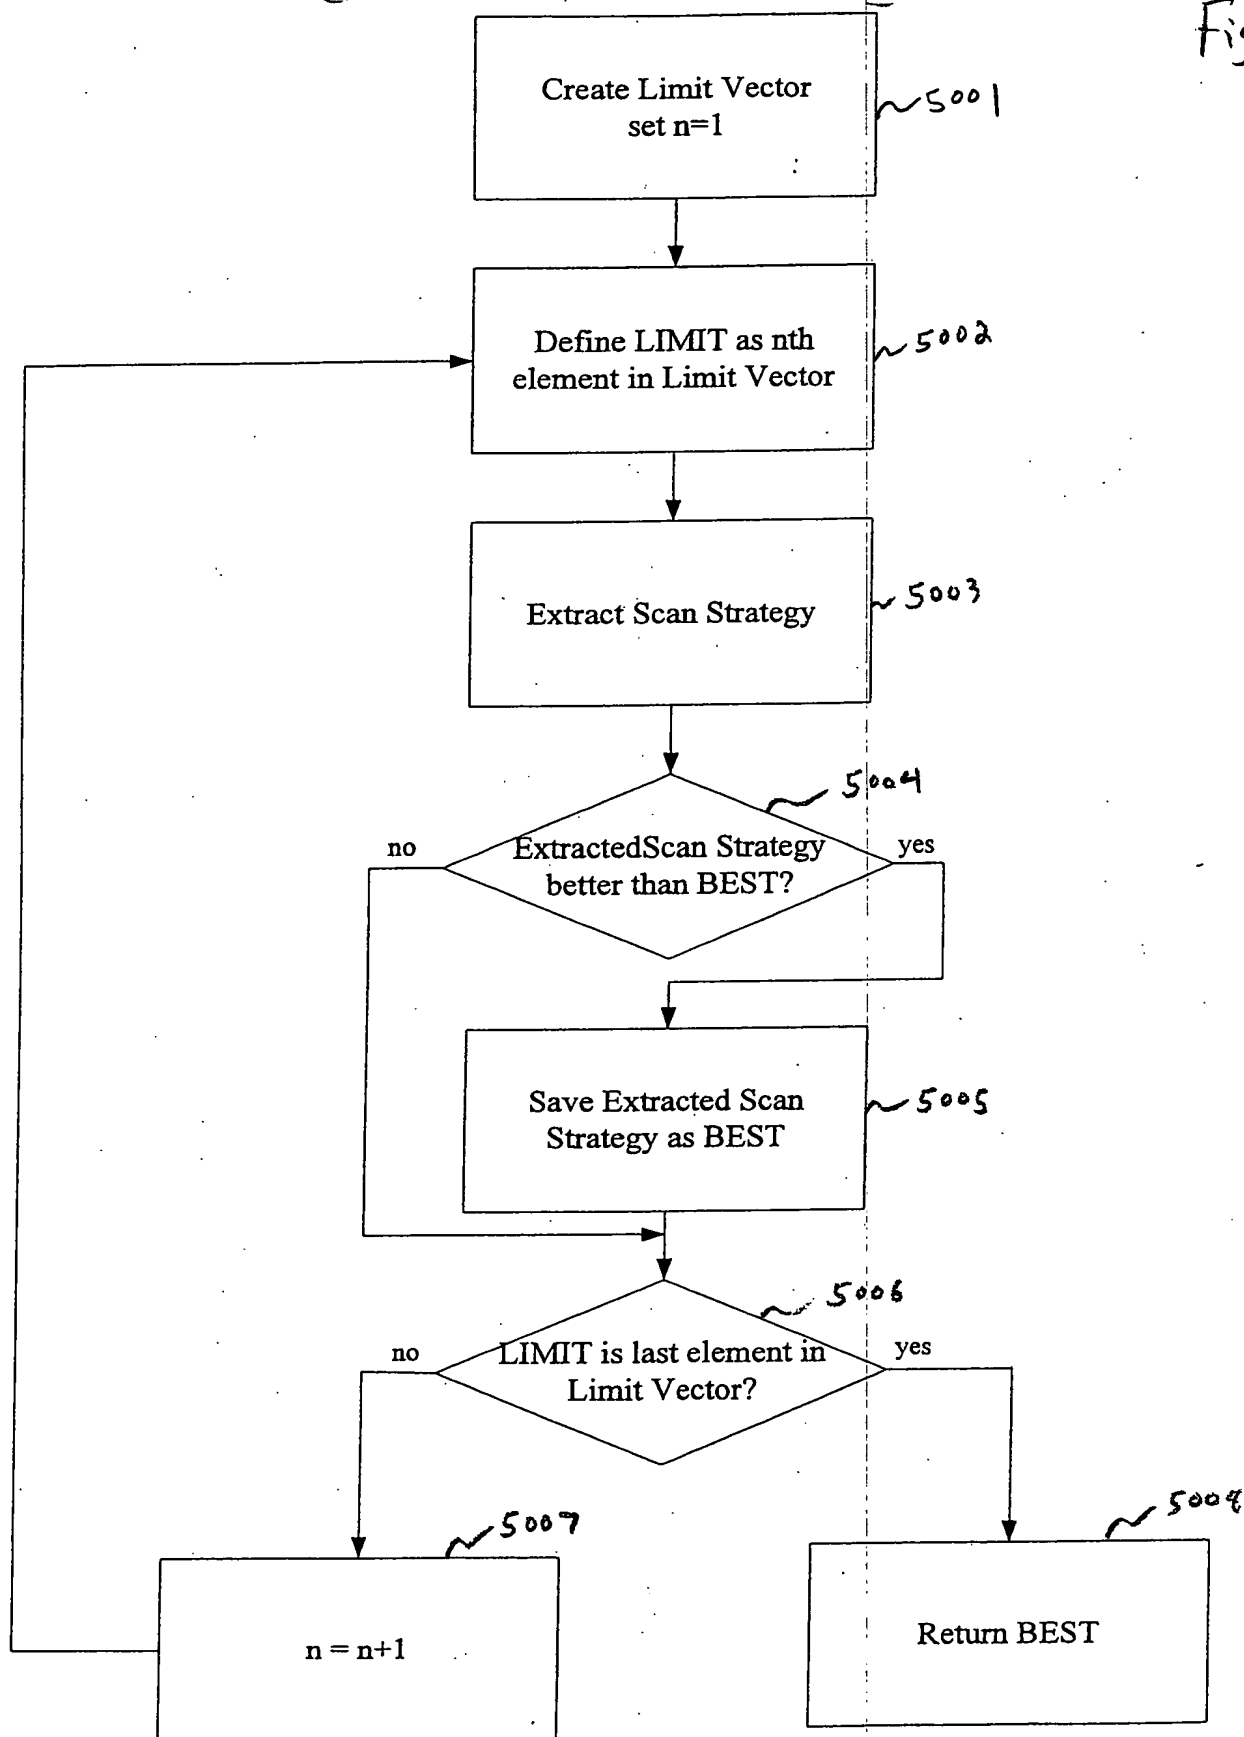 Create Limit Vector
set n=1
5001
Define LIMIT as nth
element in Limit Vector
5002
Extract Scan Strategy
5003
5004
no
ExtractedScan Strategy
better than BEST?
yes
Save Extracted Scan
Strategy as BEST
5005
5006
no
LIMIT is last element in
Limit Vector?
yes
5007
n = n+1
Return BEST